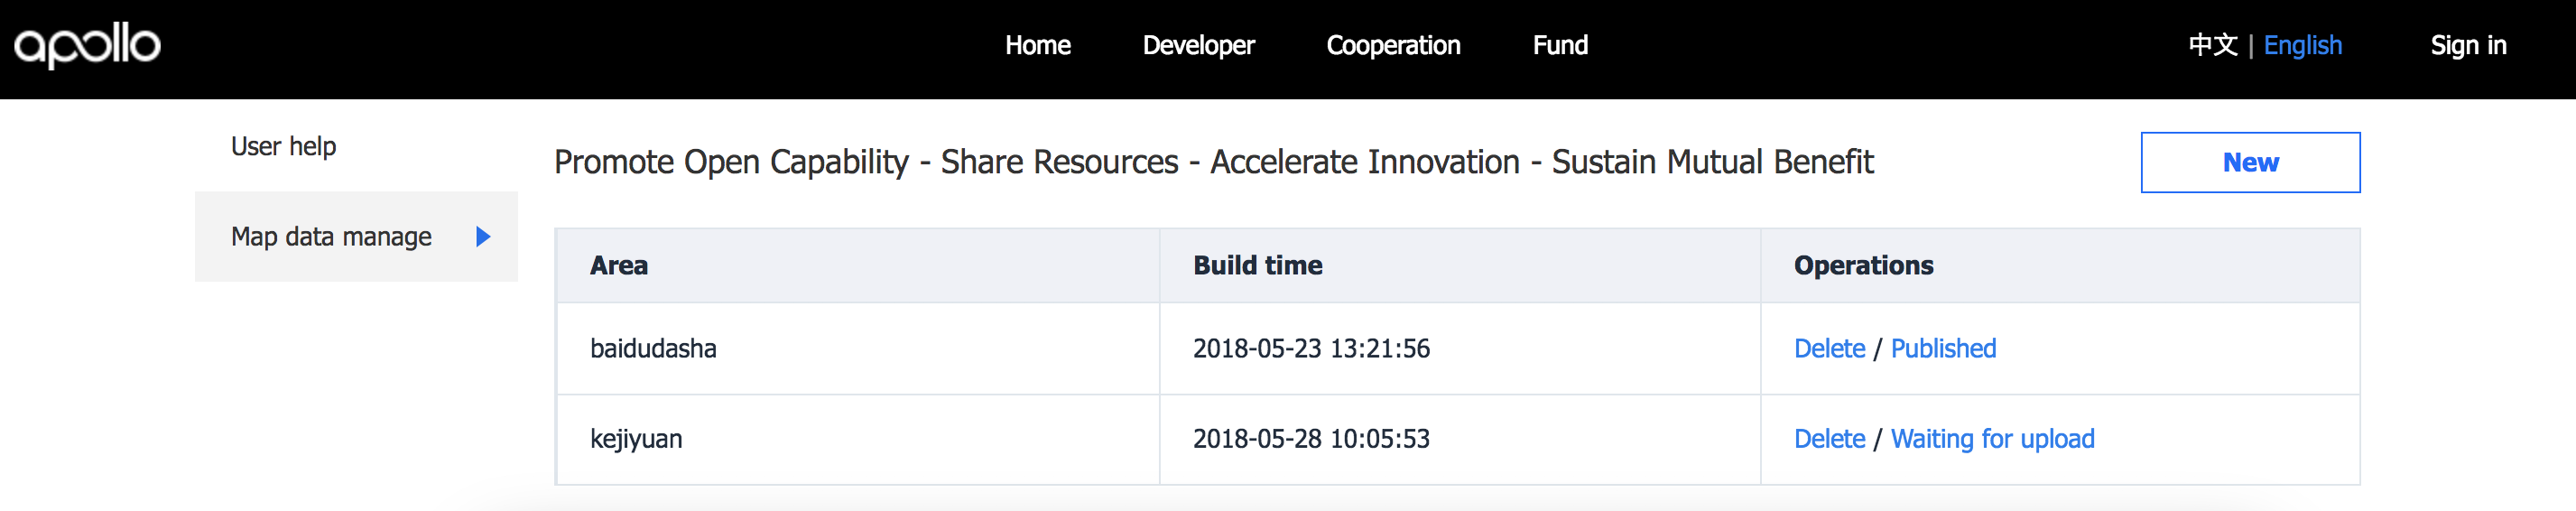 apollo
Home Developer Cooperation Fund
中文 | English
Sign in
User help
Map data manage
Promote Open Capability - Share Resources - Accelerate Innovation - Sustain Mutual Benefit
New
Area Build time Operations
baidudasha 2018-05-23 13:21:56 Delete / Published
kejiyuan 2018-05-28 10:05:53 Delete / Waiting for upload